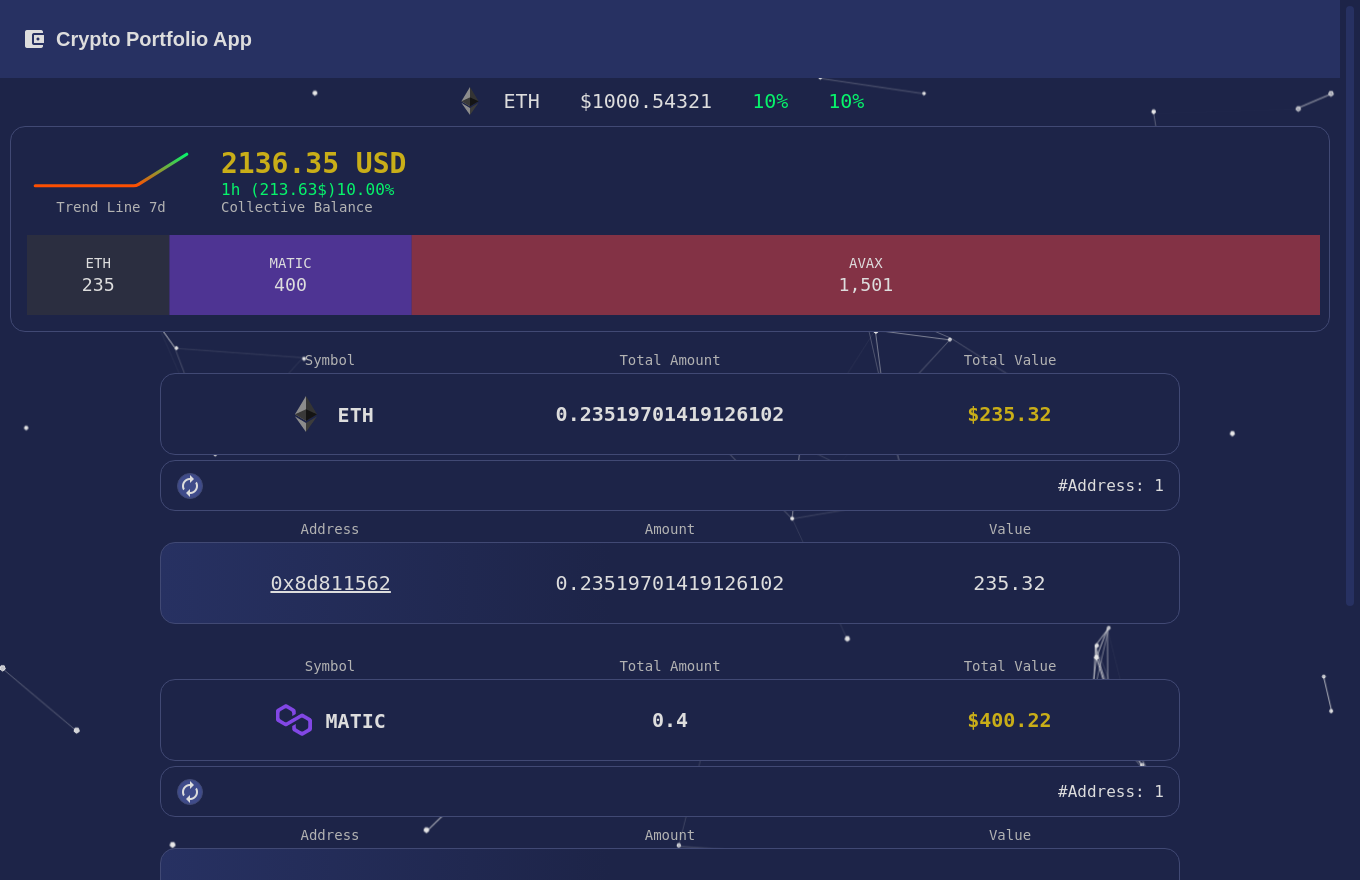 Crypto Portfolio App
ETH $1000.54321 10% 10%
2136.35 USD
1h (213.63$)10.00%
Trend Line 7d Collective Balance
ETH MATIC AVAX
235 400 1,501
Symbol Total Amount Total Value
ETH 0.23519701419126102 $235.32
#Address: 1
Address Amount Value
0x8d811562 0.23519701419126102 235.32
Symbol Total Amount Total Value
MATIC 0.4 $400.22
#Address: 1
Address Amount Value